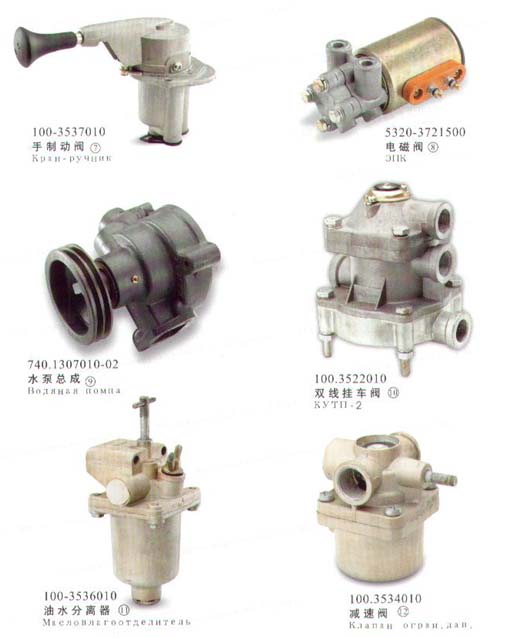 100-3537010
手制动阀 ⑦
Кран-ручник
5320-3721500
电磁阀 ⑧
ЭПК
740.1307010-02
水泵总成 ⑨
Водяная помпа
100.3522010
双线挂车阀 ⑩
КУТП-2
100-3536010
油水分离器 ⑪
Масловлагоотделитель
100.3534010
减速阀 ⑫
Клапан огран.дав.